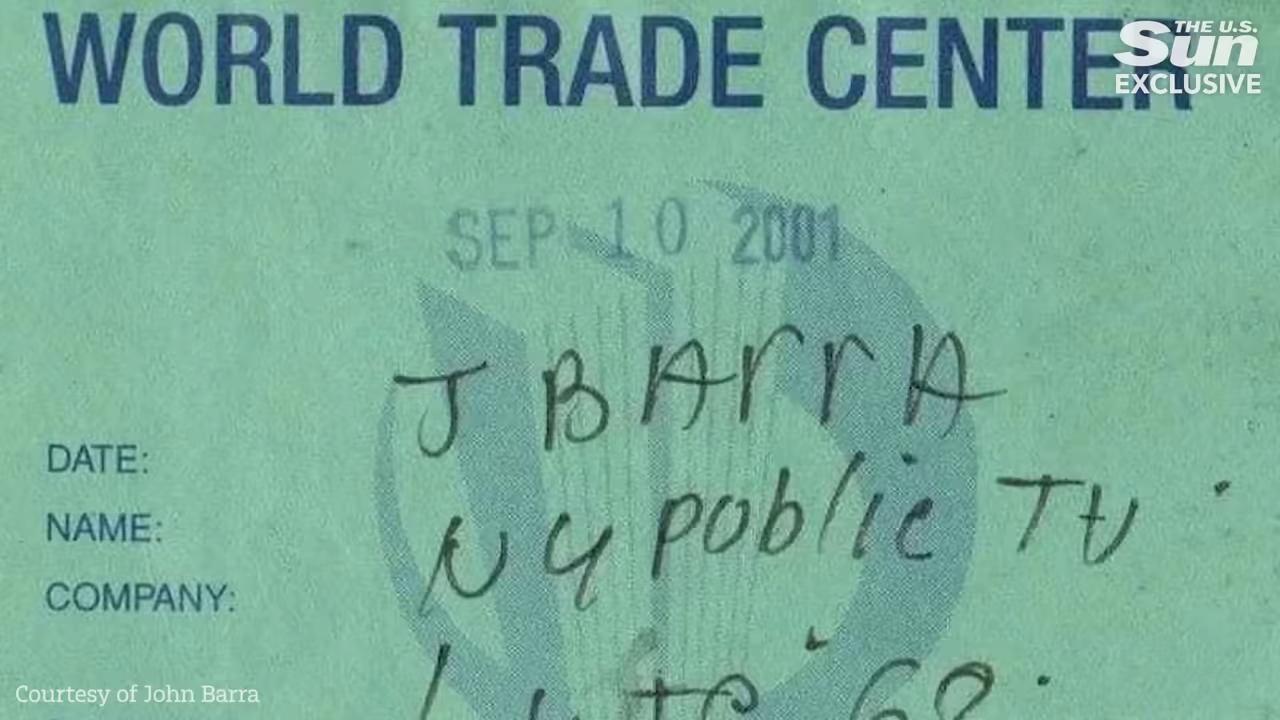 WORLD TRADE CENTER
THE U.S.
Sun
EXCLUSIVE
SEP 10 2001
J BArrA
DATE:
NY public TV
NAME:
COMPANY:
Courtesy of John Barra